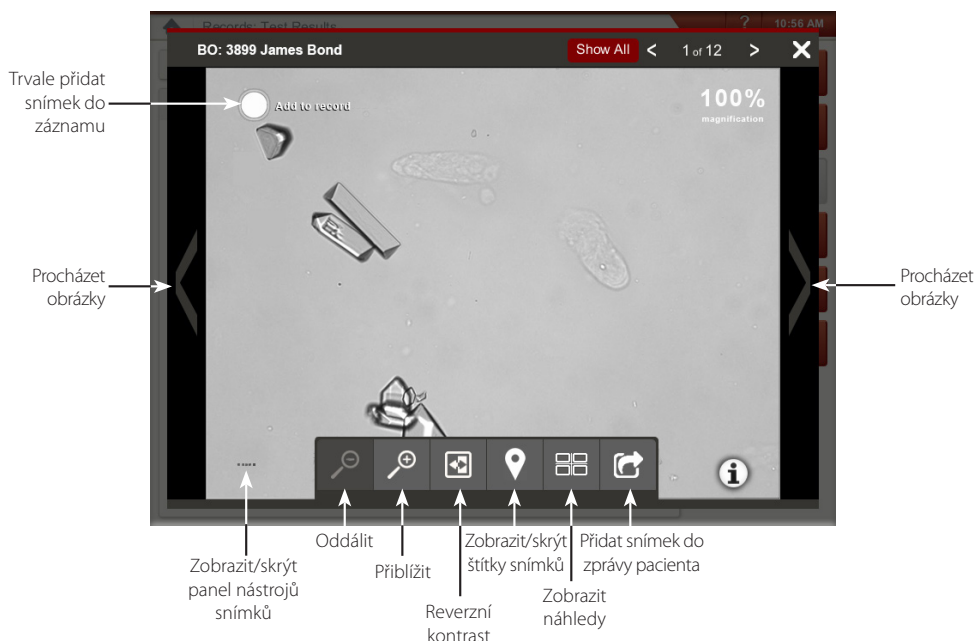 Records: Test Results
?
10:56 AM
BO: 3899 James Bond
Show All
<
1 of 12
>
Trvale přidat
snímek do
záznamu
Add to record
100%
magnification
Procházet
obrázky
Procházet
obrázky
Oddálit
Přiblížit
Zobrazit/skrýt
štítky snímků
Přidat snímek do
zprávy pacienta
Zobrazit/skrýt
panel nástrojů
snímků
Reverzní
kontrast
Zobrazit
náhledy